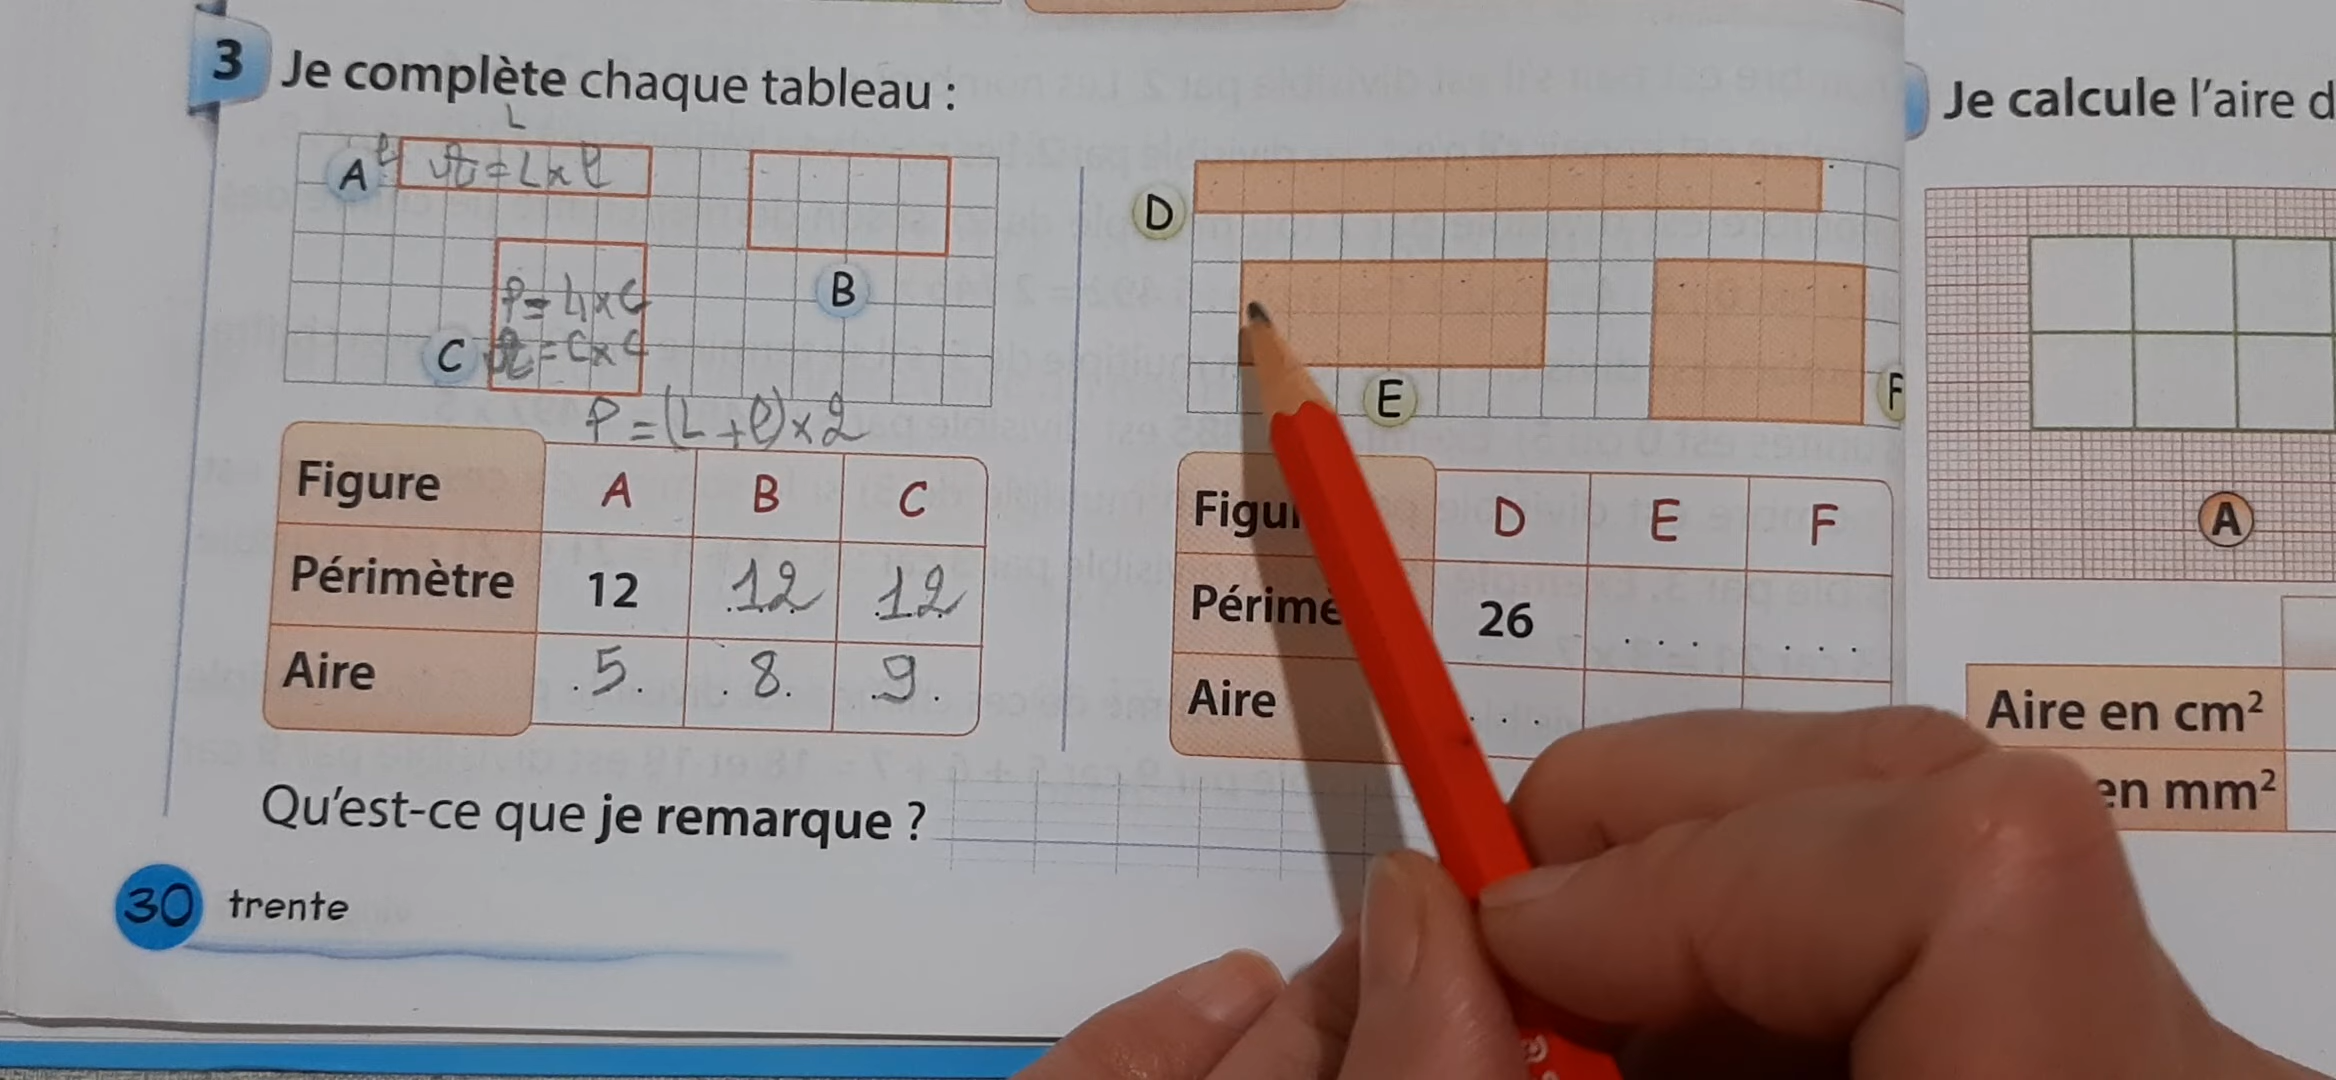 3 Je complète chaque tableau :
L
A l A = L x l
B
P = 4 x C
C A = C x C
P = (L + l) x 2
Figure A B C
Périmètre 12 12 12
Aire 5 8 9
D
E
F
D E F
26 . . . . . .
Aire . . .
Qu'est-ce que je remarque ?
30 trente
Je calcule l'aire
A
Aire en cm²
en mm²